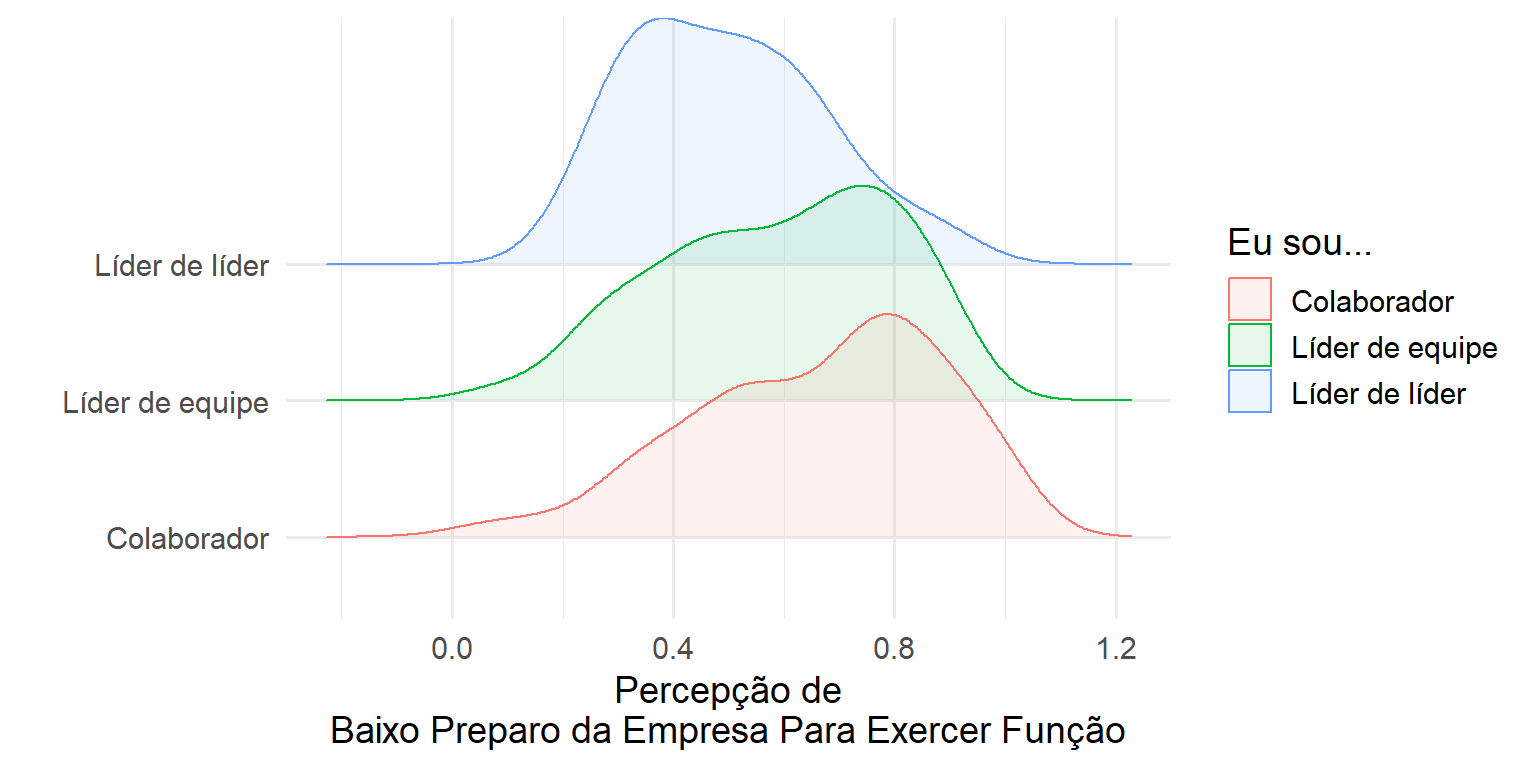 Líder de líder
Líder de equipe
Colaborador
0.0 0.4 0.8 1.2
Percepção de
Baixo Preparo da Empresa Para Exercer Função
Eu sou...
Colaborador
Líder de equipe
Líder de líder